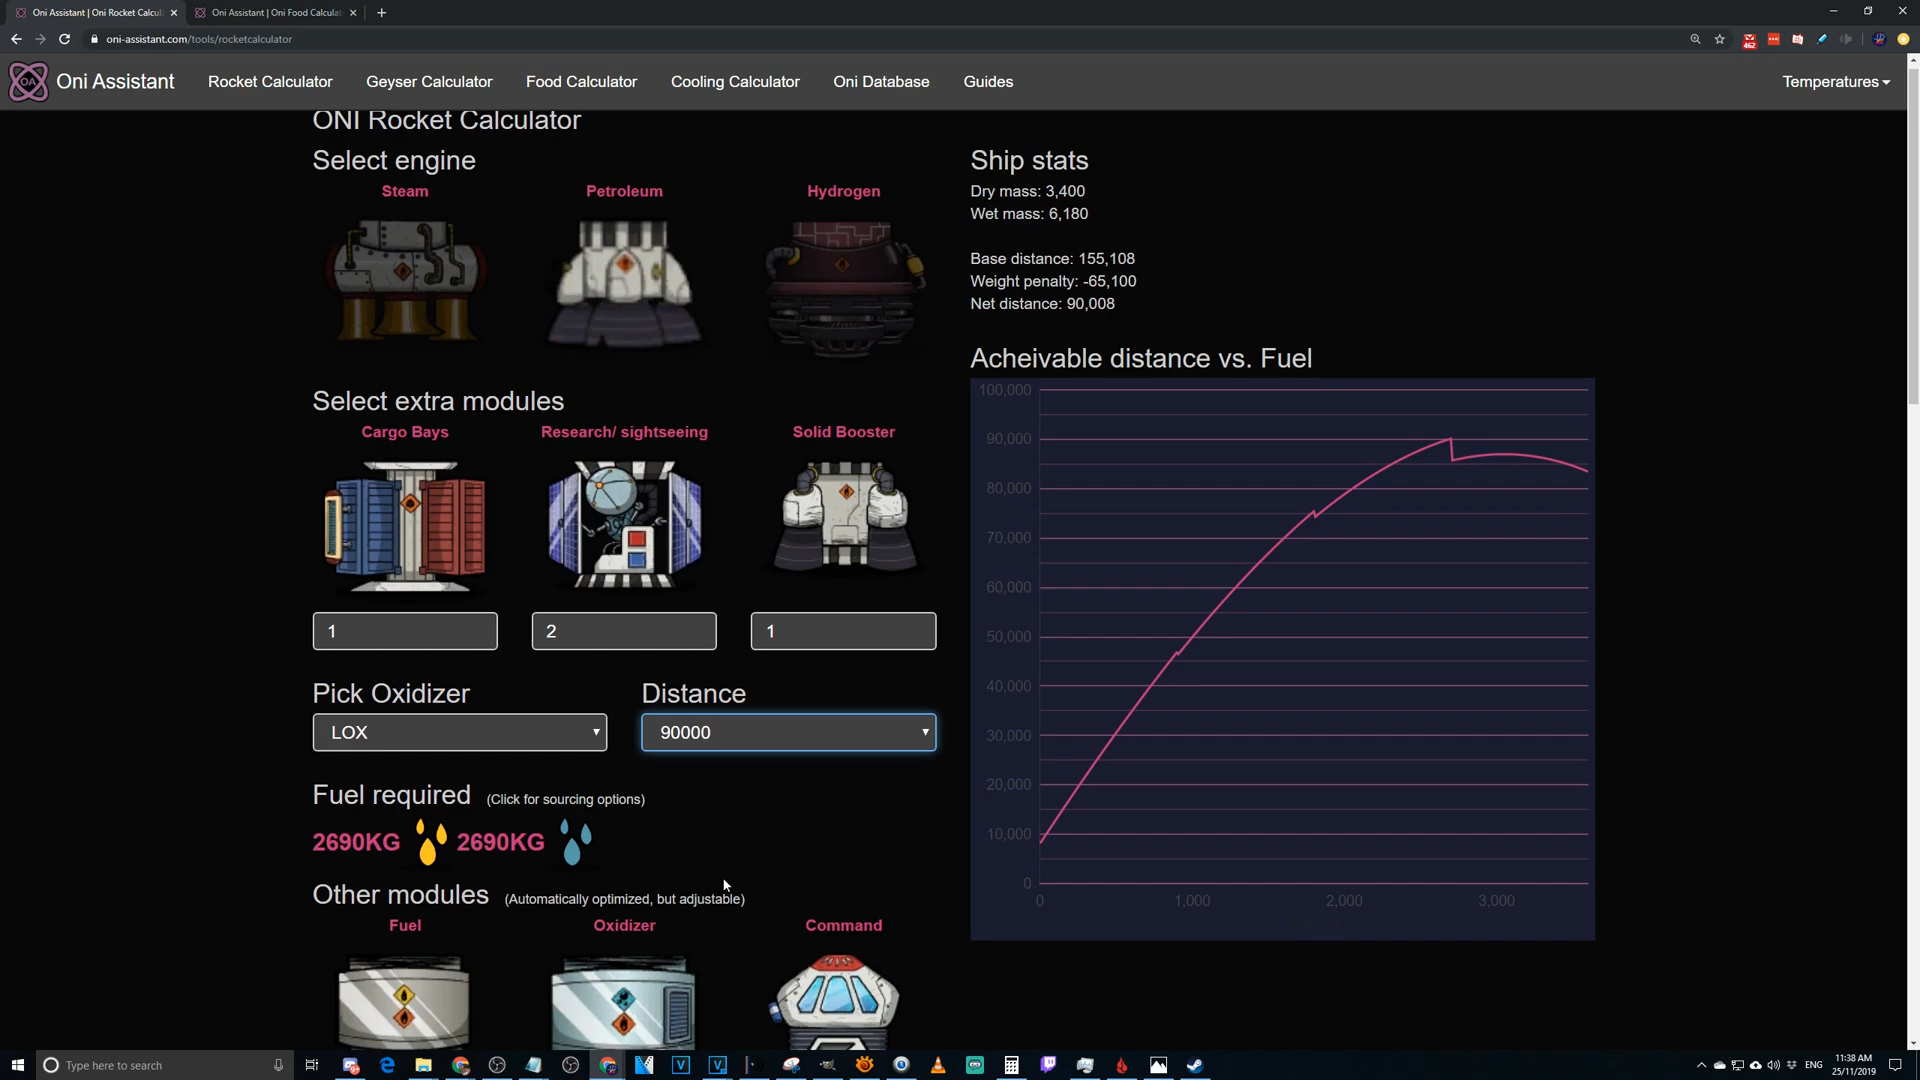 Oni Assistant | Oni Rocket Calcul
Oni Assistant | Oni Food Calculat
oni-assistant.com/tools/rocketcalculator
462
OA
Oni Assistant
Rocket Calculator
Geyser Calculator
Food Calculator
Cooling Calculator
Oni Database
Guides
Temperatures
ONI Rocket Calculator
Select engine
Steam
Petroleum
Hydrogen
Select extra modules
Cargo Bays
Research/ sightseeing
Solid Booster
1
2
1
Pick Oxidizer
Distance
LOX
90000
Fuel required (Click for sourcing options)
2690KG
2690KG
Other modules (Automatically optimized, but adjustable)
Fuel
Oxidizer
Command
Ship stats
Dry mass: 3,400
Wet mass: 6,180
Base distance: 155,108
Weight penalty: -65,100
Net distance: 90,008
Acheivable distance vs. Fuel
100,000
90,000
80,000
70,000
60,000
50,000
40,000
30,000
20,000
10,000
0
0
1,000
2,000
3,000
Type here to search
ENG
11:38 AM
25/11/2019